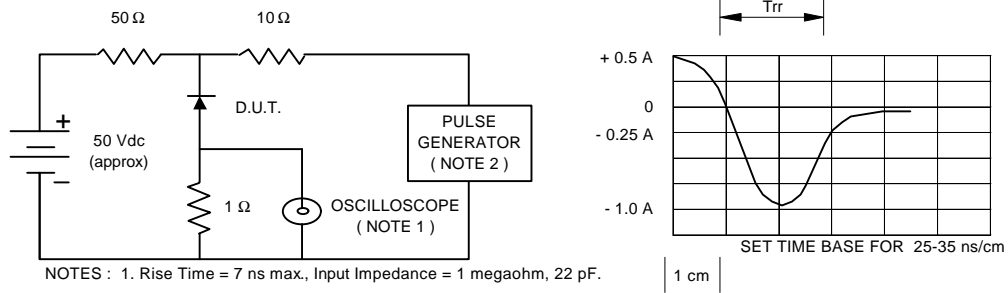 50 Ω
10 Ω
+
50 Vdc
(approx)
−
D.U.T.
1 Ω
PULSE
GENERATOR
( NOTE 2 )
OSCILLOSCOPE
( NOTE 1 )
NOTES : 1. Rise Time = 7 ns max., Input Impedance = 1 megaohm, 22 pF.
Trr
+ 0.5 A
0
- 0.25 A
- 1.0 A
SET TIME BASE FOR 25-35 ns/cm
1 cm